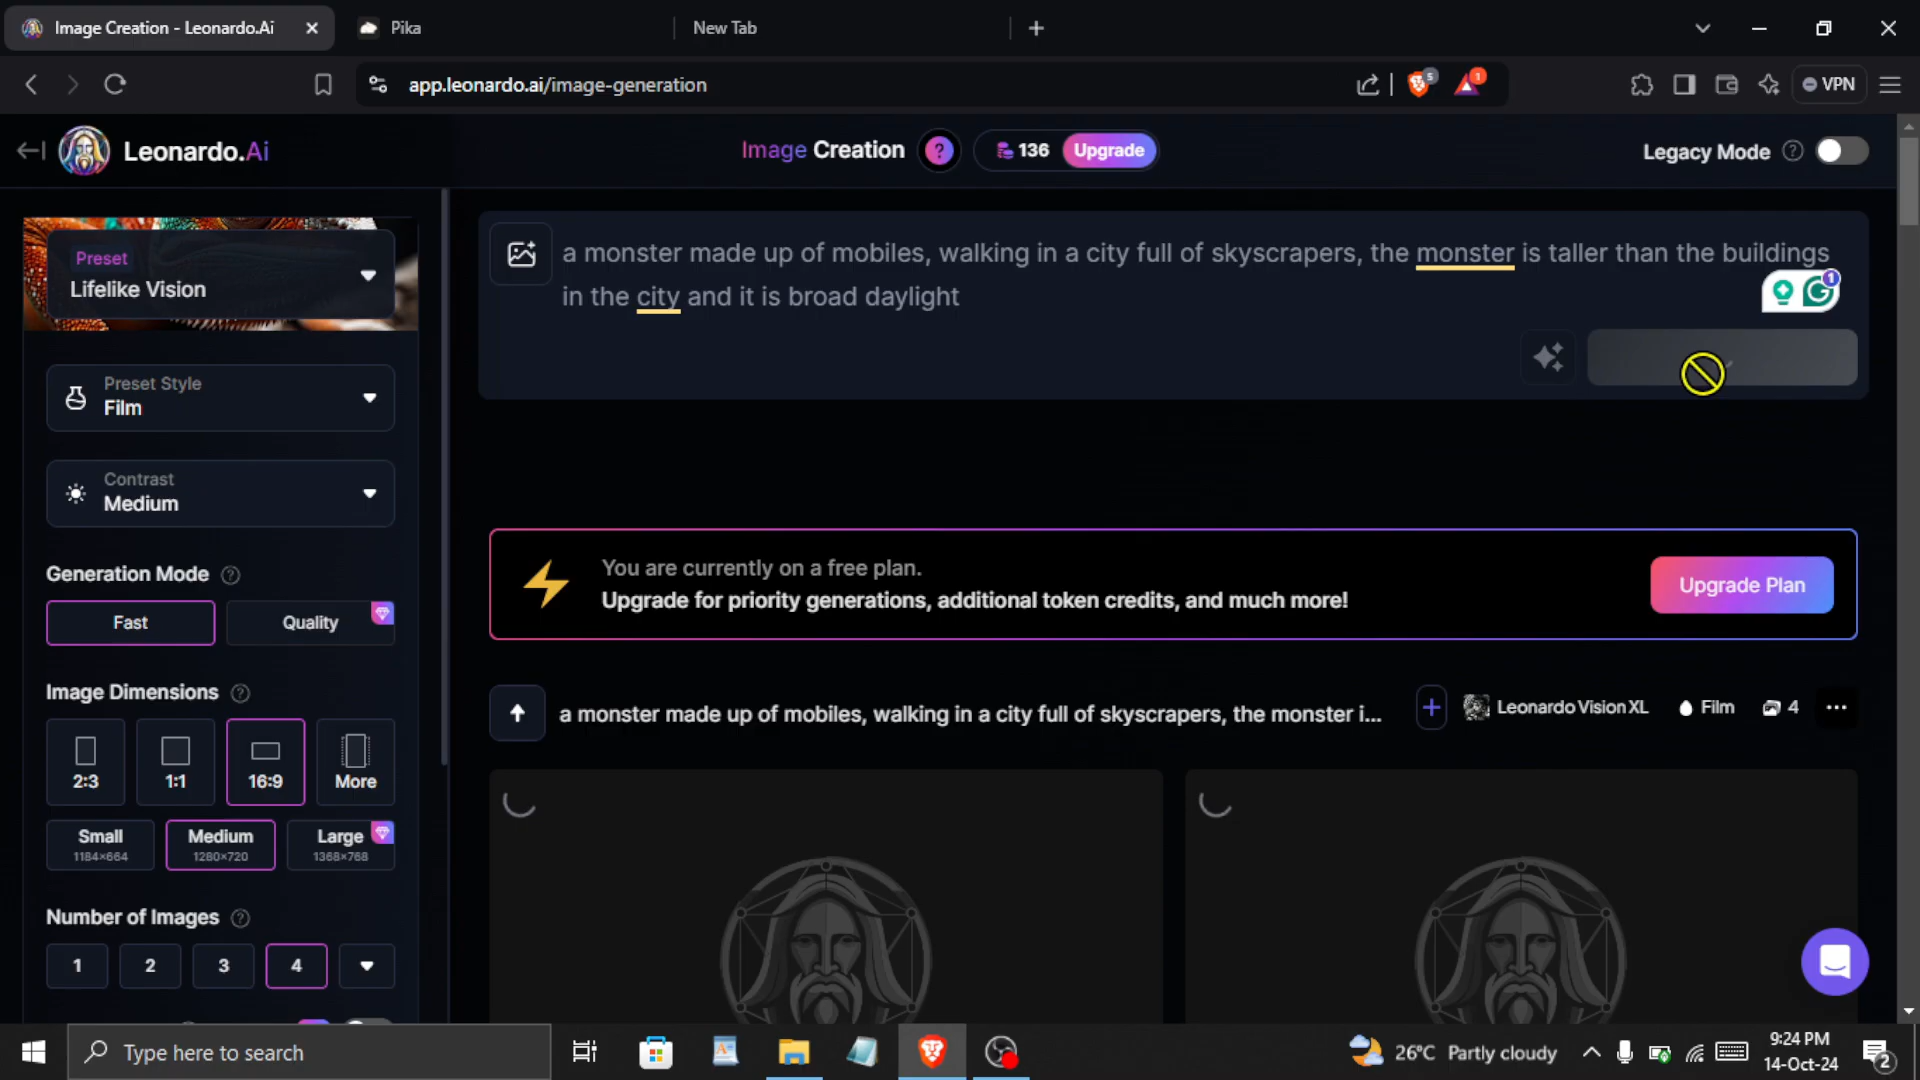 Image Creation - Leonardo.Ai
Pika
New Tab
app.leonardo.ai/image-generation
5
1
VPN
Leonardo.Ai
Image Creation
?
136
Upgrade
Legacy Mode
?
Preset
Lifelike Vision
a monster made up of mobiles, walking in a city full of skyscrapers, the monster is taller than the buildings
in the city and it is broad daylight
1
Preset Style
Film
Contrast
Medium
Generation Mode ?
Fast
Quality
You are currently on a free plan.
Upgrade for priority generations, additional token credits, and much more!
Upgrade Plan
Image Dimensions ?
2:3
1:1
16:9
More
a monster made up of mobiles, walking in a city full of skyscrapers, the monster i...
Leonardo Vision XL
Film
4
Small
1184×664
Medium
1280×720
Large
1368×768
Number of Images ?
1
2
3
4
Type here to search
26°C Partly cloudy
9:24 PM
14-Oct-24
2